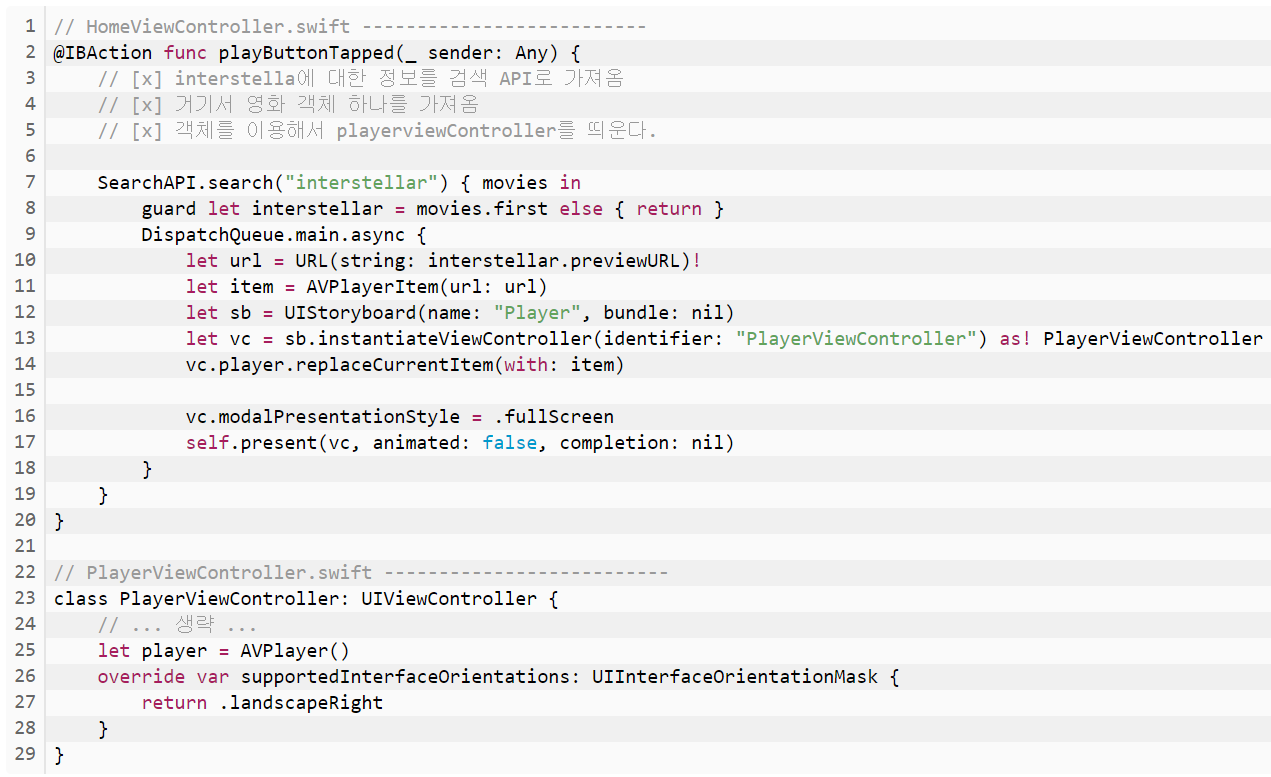 1 // HomeViewController.swift --------------------------
2 @IBAction func playButtonTapped(_ sender: Any) {
3     // [x] interstella에 대한 정보를 검색 API로 가져옴
4     // [x] 거기서 영화 객체 하나를 가져옴
5     // [x] 객체를 이용해서 playerviewController를 띄운다.
6
7     SearchAPI.search("interstellar") { movies in
8         guard let interstellar = movies.first else { return }
9         DispatchQueue.main.async {
10             let url = URL(string: interstellar.previewURL)!
11             let item = AVPlayerItem(url: url)
12             let sb = UIStoryboard(name: "Player", bundle: nil)
13             let vc = sb.instantiateViewController(identifier: "PlayerViewController") as! PlayerViewController
14             vc.player.replaceCurrentItem(with: item)
15
16             vc.modalPresentationStyle = .fullScreen
17             self.present(vc, animated: false, completion: nil)
18         }
19     }
20 }
21
22 // PlayerViewController.swift --------------------------
23 class PlayerViewController: UIViewController {
24     // ... 생략 ...
25     let player = AVPlayer()
26     override var supportedInterfaceOrientations: UIInterfaceOrientationMask {
27         return .landscapeRight
28     }
29 }